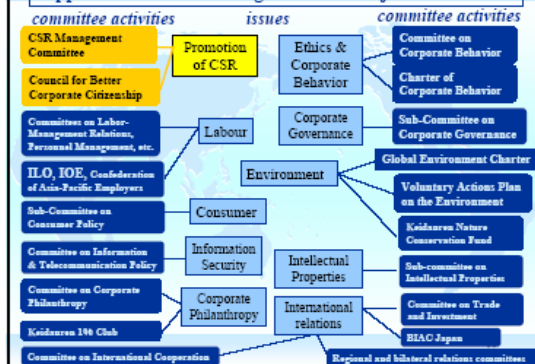 committee activities
issues
committee activities
CSR Management
Committee
Council for Better
Corporate Citizenship
Promotion
of CSR
Ethics &
Corporate
Behavior
Committee on
Corporate Behavior
Charter of
Corporate Behavior
Committees on Labor-
Management Relations,
Personnel Management, etc.
ILO, IOE, Confederation
of Asia-Pacific Employers
Labour
Corporate
Governance
Sub-Committee on
Corporate Governance
Environment
Global Environment Charter
Voluntary Actions Plan
on the Environment
Keidanren Nature
Conservation Fund
Sub-Committee on
Consumer Policy
Consumer
Committee on Information
& Telecommunication Policy
Information
Security
Intellectual
Properties
Sub-committee on
Intellectual Properties
Committee on Corporate
Philanthropy
Keidanren 1% Club
Corporate
Philanthropy
International
relations
Committee on Trade
and Investment
BIAC Japan
Committee on International Cooperation
Regional and bilateral relations committees